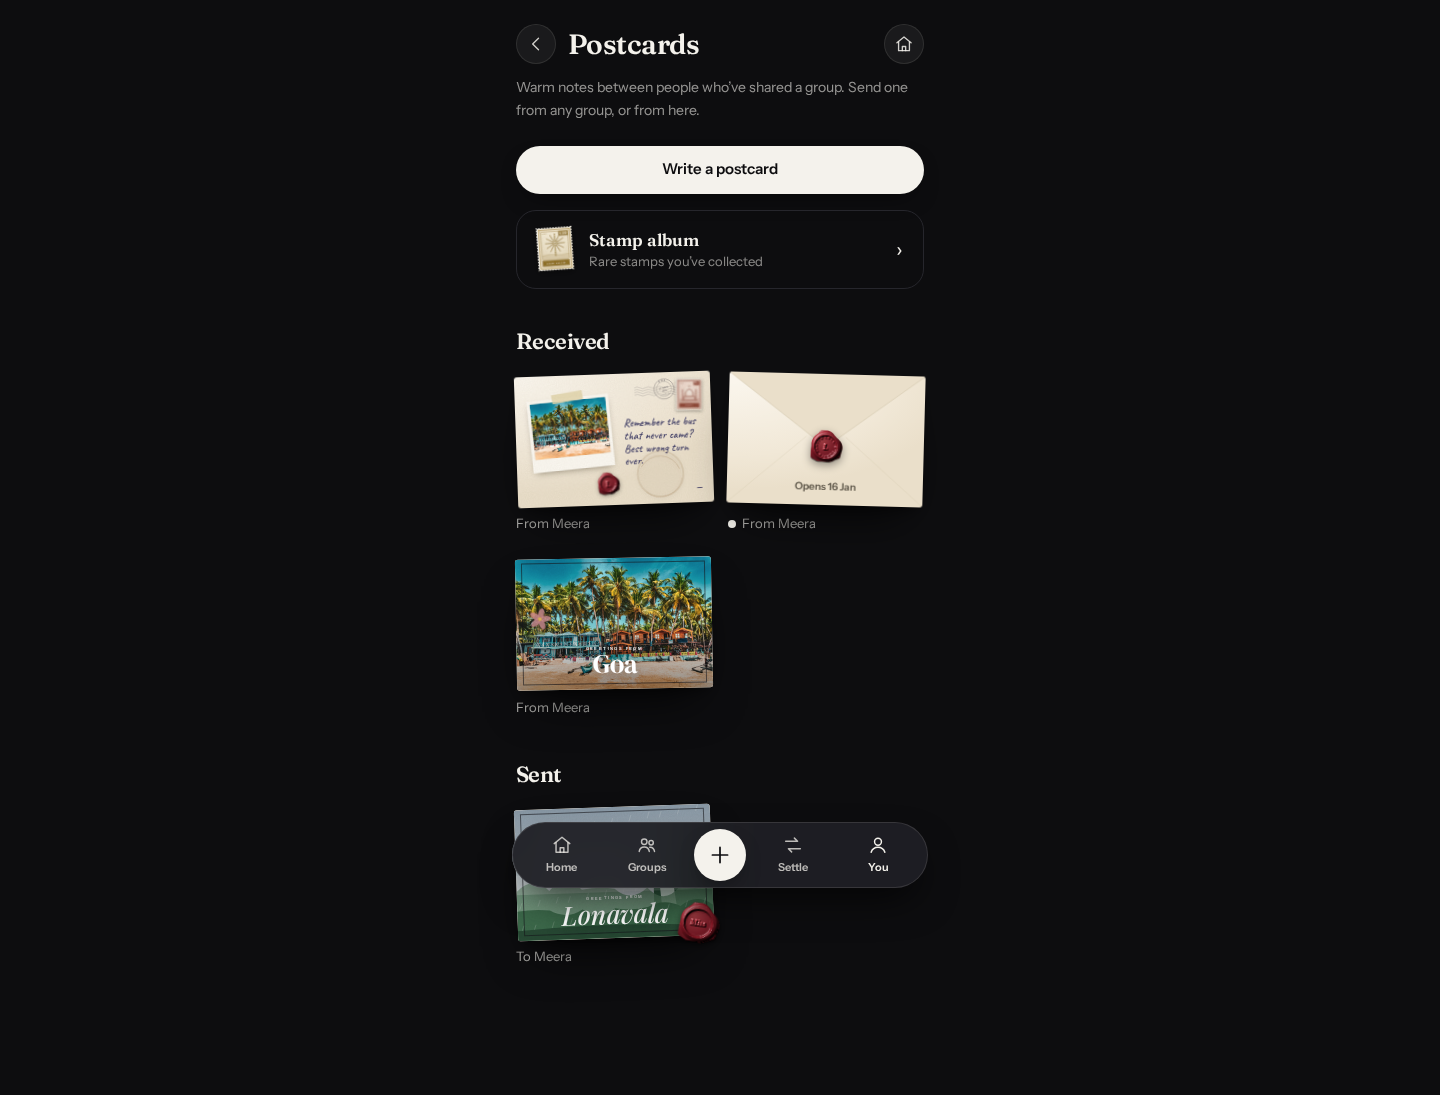 Postcards
Warm notes between people who’ve shared a group. Send one
from any group, or from here.
Write a postcard
Stamp album
Rare stamps you’ve collected
›
Received
Remember the bus
that never came?
Best wrong turn
ever.
–
Opens 16 Jan
From Meera
From Meera
GREETINGS FROM
Goa
From Meera
Sent
Home
Groups
Settle
You
GREETINGS FROM
Lonavala
To Meera